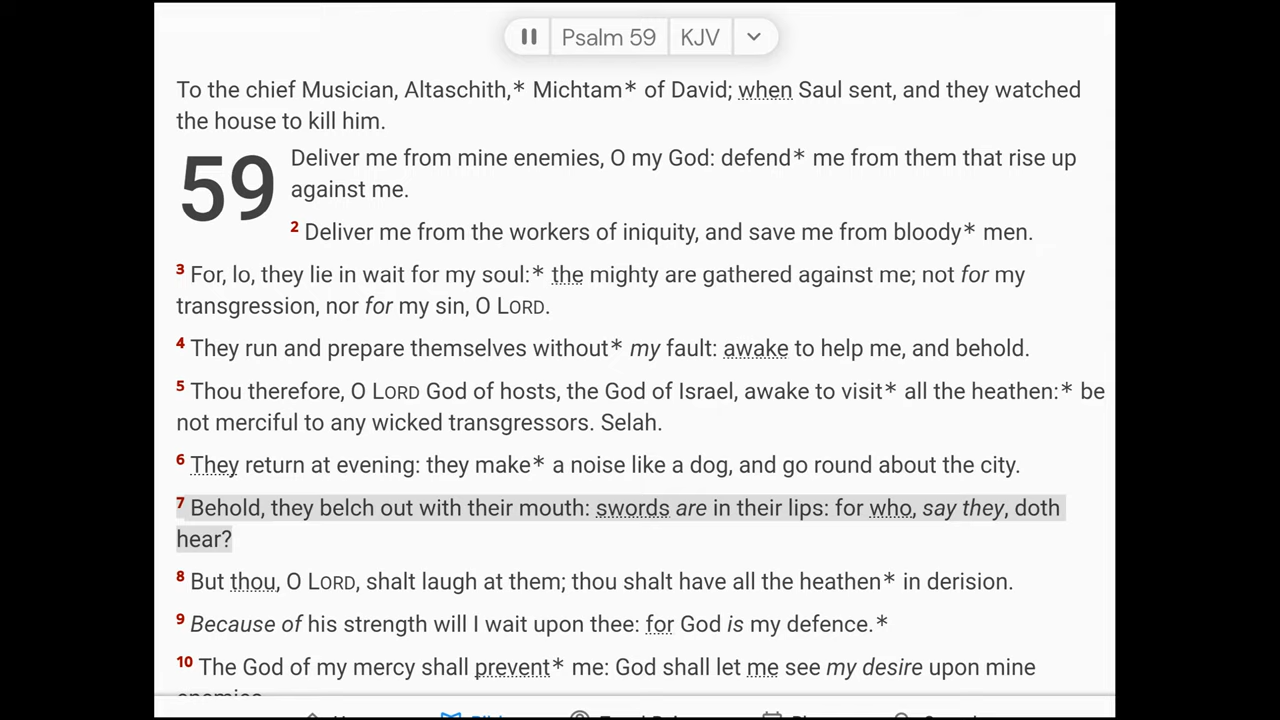 Psalm 59 KJV
To the chief Musician, Altaschith,* Michtam* of David; when Saul sent, and they watched
the house to kill him.
59 Deliver me from mine enemies, O my God: defend* me from them that rise up
against me.
2 Deliver me from the workers of iniquity, and save me from bloody* men.
3 For, lo, they lie in wait for my soul:* the mighty are gathered against me; not for my
transgression, nor for my sin, O LORD.
4 They run and prepare themselves without* my fault: awake to help me, and behold.
5 Thou therefore, O LORD God of hosts, the God of Israel, awake to visit* all the heathen:* be
not merciful to any wicked transgressors. Selah.
6 They return at evening: they make* a noise like a dog, and go round about the city.
7 Behold, they belch out with their mouth: swords are in their lips: for who, say they, doth
hear?
8 But thou, O LORD, shalt laugh at them; thou shalt have all the heathen* in derision.
9 Because of his strength will I wait upon thee: for God is my defence.*
10 The God of my mercy shall prevent* me: God shall let me see my desire upon mine